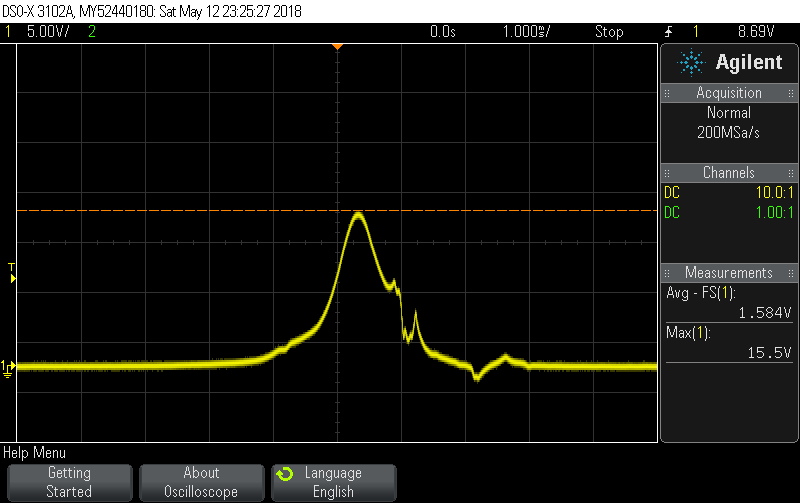 DSO-X 3102A, MY52440180: Sat May 12 23:25:27 2018
1 5.00V/ 2 0.0s 1.000s/ Stop 1 8.69V
Agilent
Acquisition
Normal
200MSa/s
Channels
DC 10.0:1
DC 1.00:1
T
1
Measurements
Avg - FS(1):
1.584V
Max(1):
15.5V
Help Menu
Getting
Started
About
Oscilloscope
Language
English